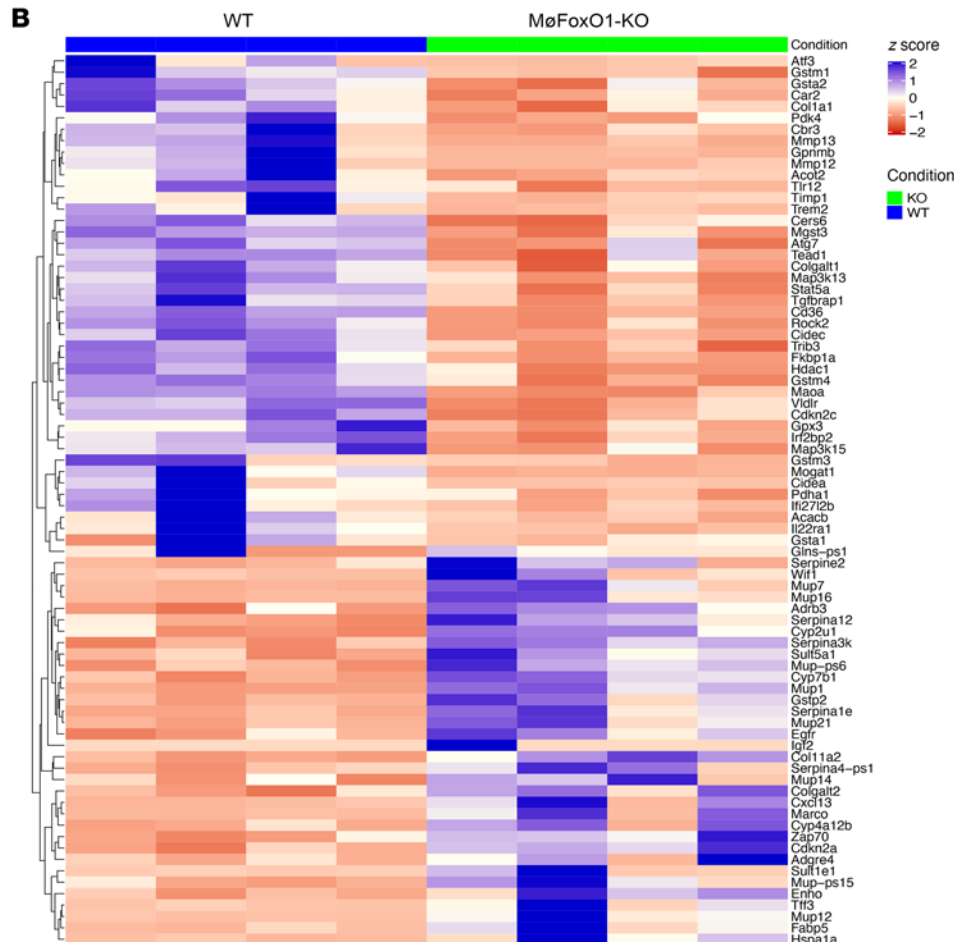 B
WT MøFoxO1-KO
Condition
Atf3
Gstm1
Gsta2
Car2
Col1a1
Pdk4
Cbr3
Mmp13
Gpnmb
Mmp12
Acot2
Tlr12
Timp1
Trem2
Cers6
Mgst3
Atg7
Tead1
Colgalt1
Map3k13
Stat5a
Tgfbrap1
Cd36
Rock2
Cidec
Trib3
Fkbp1a
Hdac1
Gstm4
Maoa
Vldlr
Cdkn2c
Gpx3
Irf2bp2
Map3k15
Gstm3
Mogat1
Cidea
Pdha1
Ifi27l2b
Acacb
Il22ra1
Gsta1
Glns-ps1
Serpine2
Wif1
Mup7
Mup16
Adrb3
Serpina12
Cyp2u1
Serpina3k
Sult5a1
Mup-ps6
Cyp7b1
Mup1
Gstp2
Serpina1e
Mup21
Egfr
Igf2
Col11a2
Serpina4-ps1
Mup14
Colgalt2
Cxcl13
Marco
Cyp4a12b
Zap70
Cdkn2a
Adgre4
Sult1e1
Mup-ps15
Enho
Tff3
Mup12
Fabp5
Hspa1a
z score
2
1
0
−1
−2
Condition
KO
WT